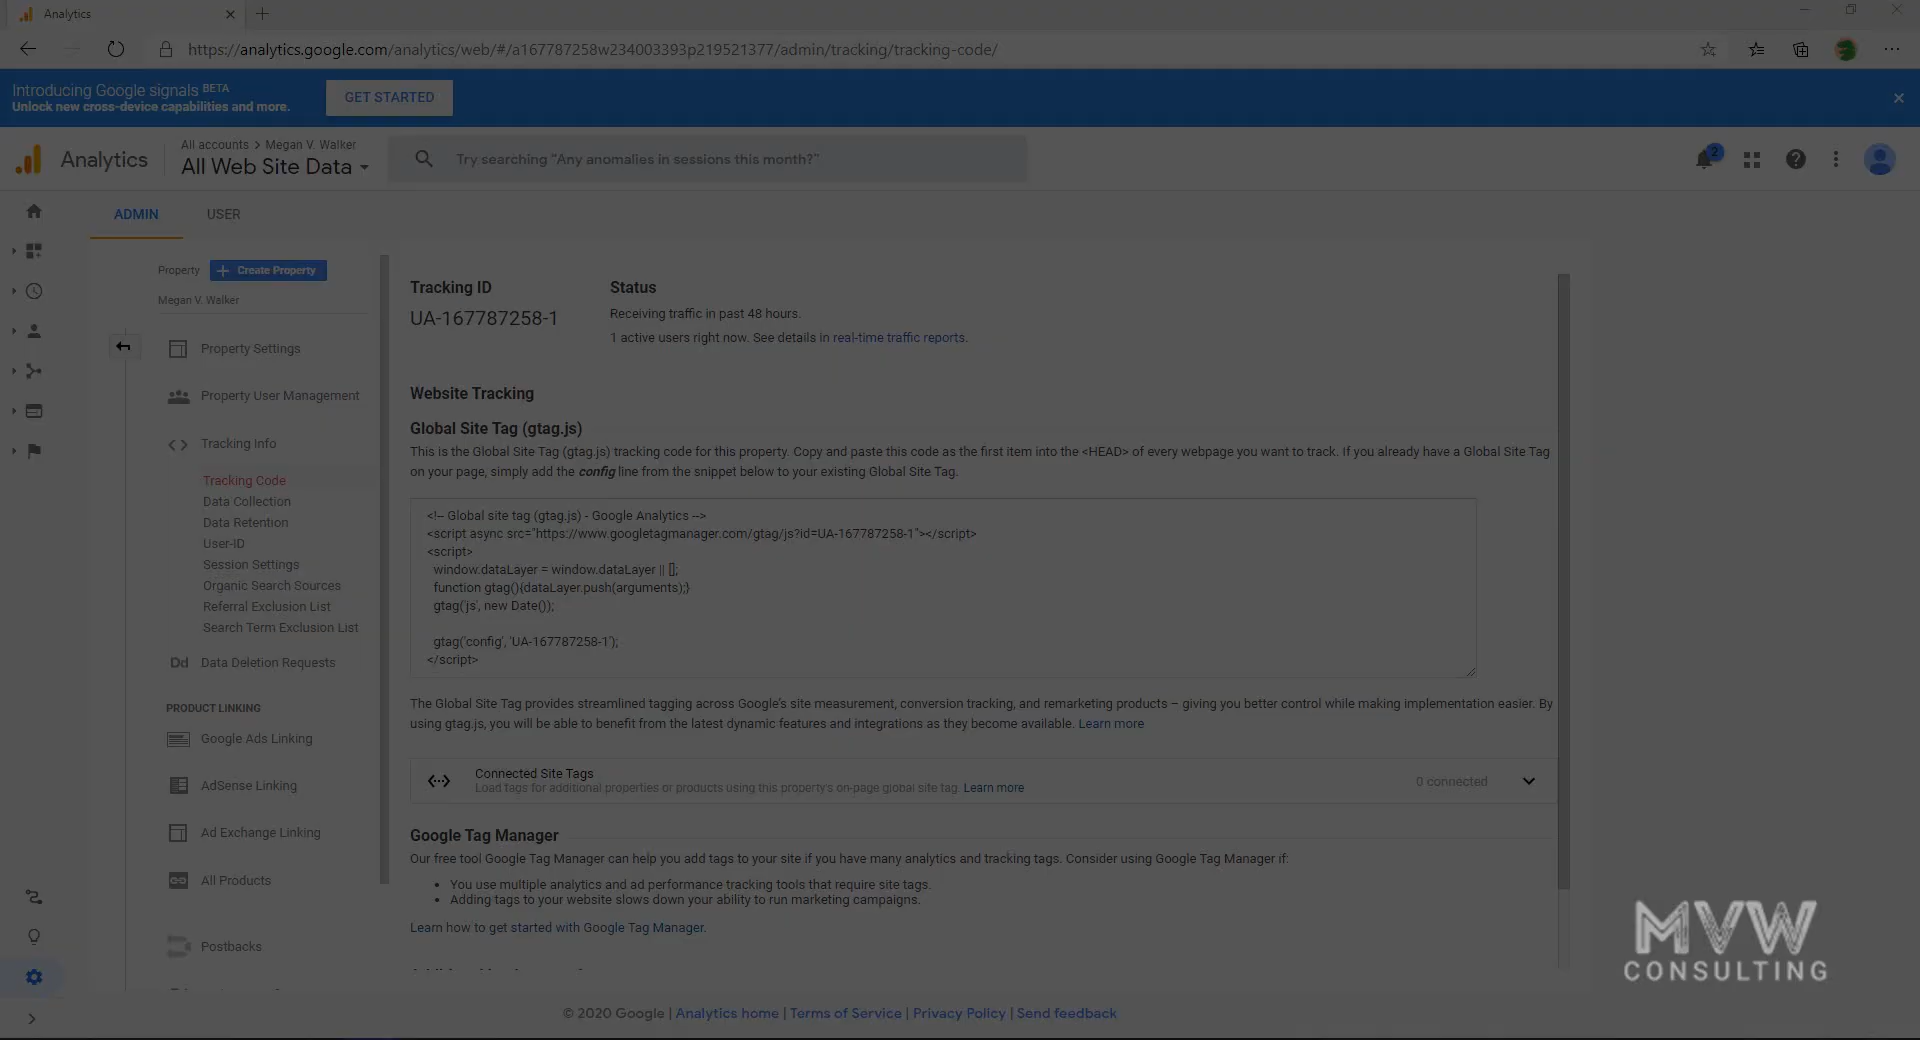 Analytics
https://analytics.google.com/analytics/web/#/a167787258w234003393p219521377/admin/tracking/tracking-code/
Introducing Google signals BETA
Unlock new cross-device capabilities and more.
GET STARTED
Analytics
All accounts > Megan V. Walker
All Web Site Data
Try searching "Any anomalies in sessions this month?"
2
ADMIN
USER
Property
Create Property
Megan V. Walker
Property Settings
Property User Management
Tracking Info
Tracking Code
Data Collection
Data Retention
User-ID
Session Settings
Organic Search Sources
Referral Exclusion List
Search Term Exclusion List
Dd Data Deletion Requests
PRODUCT LINKING
Google Ads Linking
AdSense Linking
Ad Exchange Linking
All Products
Postbacks
Tracking ID
UA-167787258-1
Status
Receiving traffic in past 48 hours.
1 active users right now. See details in real-time traffic reports.
Website Tracking
Global Site Tag (gtag.js)
This is the Global Site Tag (gtag.js) tracking code for this property. Copy and paste this code as the first item into the <HEAD> of every webpage you want to track. If you already have a Global Site Tag
on your page, simply add the config line from the snippet below to your existing Global Site Tag.
<!-- Global site tag (gtag.js) - Google Analytics -->
<script async src="https://www.googletagmanager.com/gtag/js?id=UA-167787258-1"></script>
<script>
window.dataLayer = window.dataLayer || [];
function gtag(){dataLayer.push(arguments);}
gtag('js', new Date());
gtag('config', 'UA-167787258-1');
</script>
The Global Site Tag provides streamlined tagging across Google's site measurement, conversion tracking, and remarketing products – giving you better control while making implementation easier. By
using gtag.js, you will be able to benefit from the latest dynamic features and integrations as they become available. Learn more
Connected Site Tags
Load tags for additional properties or products using this property's on-page global site tag. Learn more
0 connected
Google Tag Manager
Our free tool Google Tag Manager can help you add tags to your site if you have many analytics and tracking tags. Consider using Google Tag Manager if:
• You use multiple analytics and ad performance tracking tools that require site tags.
• Adding tags to your website slows down your ability to run marketing campaigns.
Learn how to get started with Google Tag Manager.
© 2020 Google | Analytics home | Terms of Service | Privacy Policy | Send feedback
MVW
CONSULTING